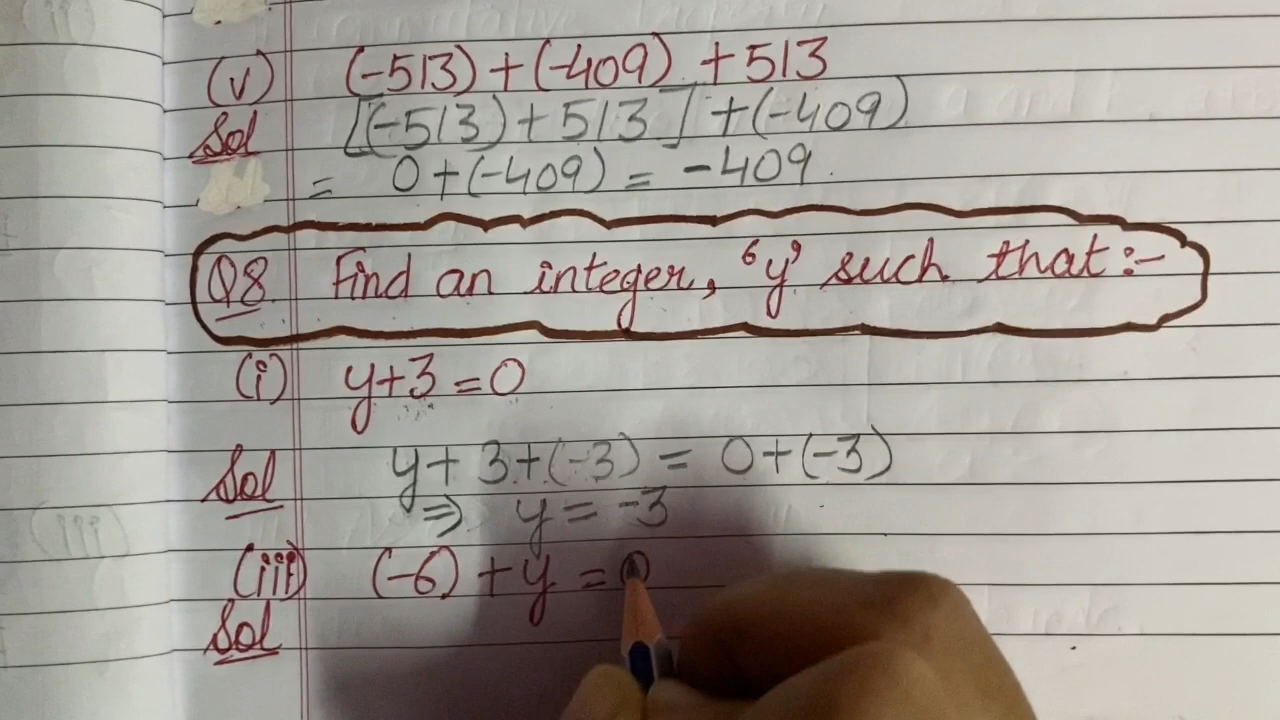 (v) (-513)+(-409) +513
Sol [(-513)+513]+(-409)
= 0+(-409) = -409.
Q8. Find an integer, 'y' such that:-
(i) y+3=0
Sol y+ 3+(-3) = 0+(-3)
⇒ y = -3
(iii) (-6) +y =0
Sol